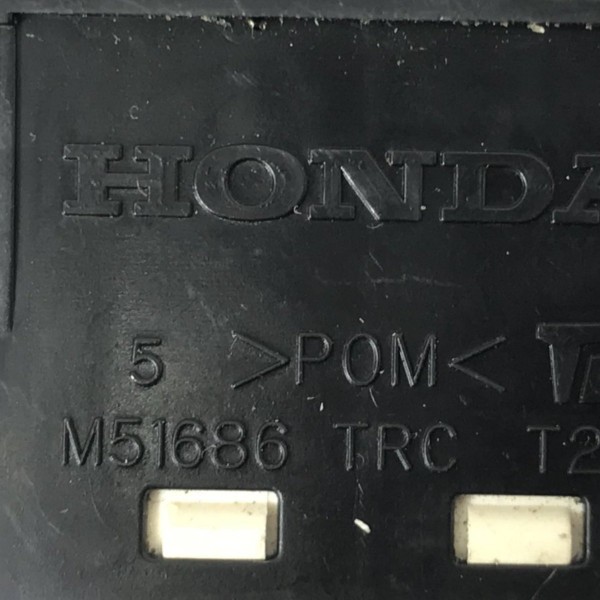 HONDA
5 >POM<
M51686 TRC T2